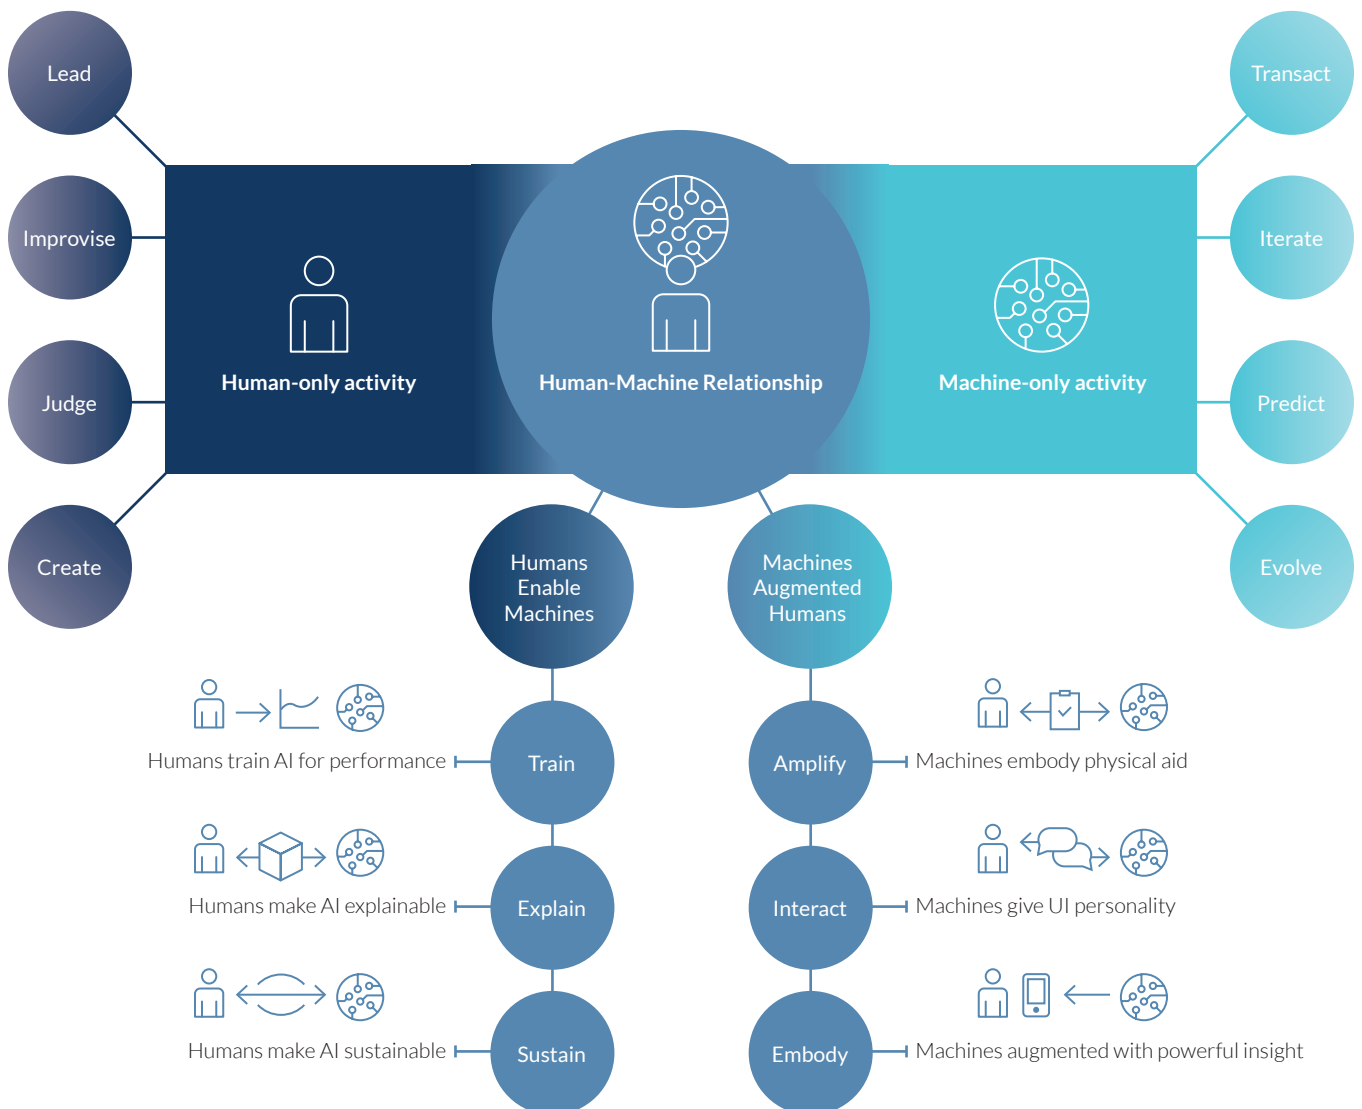 Lead
Transact
Improvise
Iterate
Human-only activity
Human-Machine Relationship
Machine-only activity
Judge
Predict
Create
Evolve
Humans
Enable
Machines
Machines
Augmented
Humans
Humans train AI for performance
Train
Amplify
Machines embody physical aid
Humans make AI explainable
Explain
Interact
Machines give UI personality
Humans make AI sustainable
Sustain
Embody
Machines augmented with powerful insight